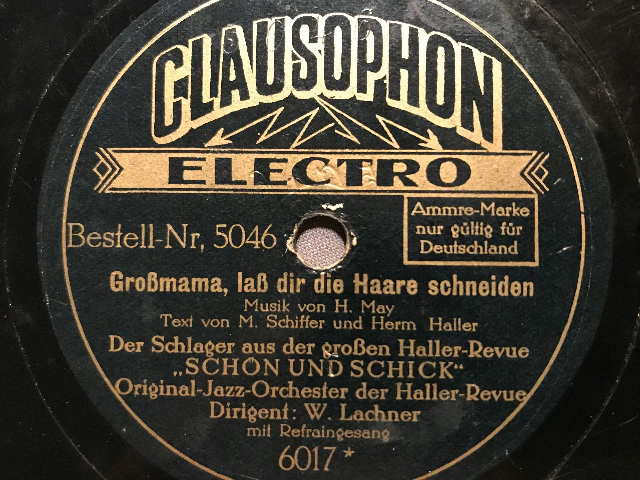 CLAUSOPHON
ELECTRO
Bestell-Nr. 5046
Ammre-Marke
nur gültig für
Deutschland
Großmama, laß dir die Haare schneiden
Musik von H. May
Text von M. Schiffer und Herm Haller
Der Schlager aus der großen Haller-Revue
„SCHÖN UND SCHICK“
Original-Jazz-Orchester der Haller-Revue
Dirigent: W. Lachner
mit Refraingesang
6017*